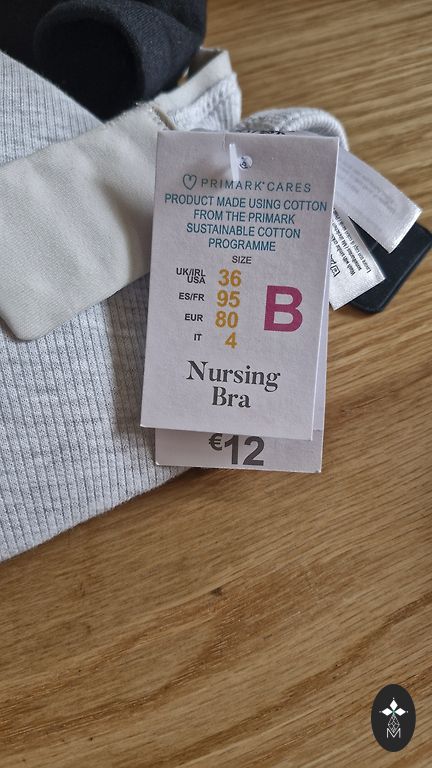 PRIMARK® CARES
PRODUCT MADE USING COTTON
FROM THE PRIMARK
SUSTAINABLE COTTON
PROGRAMME
SIZE
UK/IRL USA 36
ES/FR 95
EUR 80
IT 4
B
Nursing
Bra
€12
M